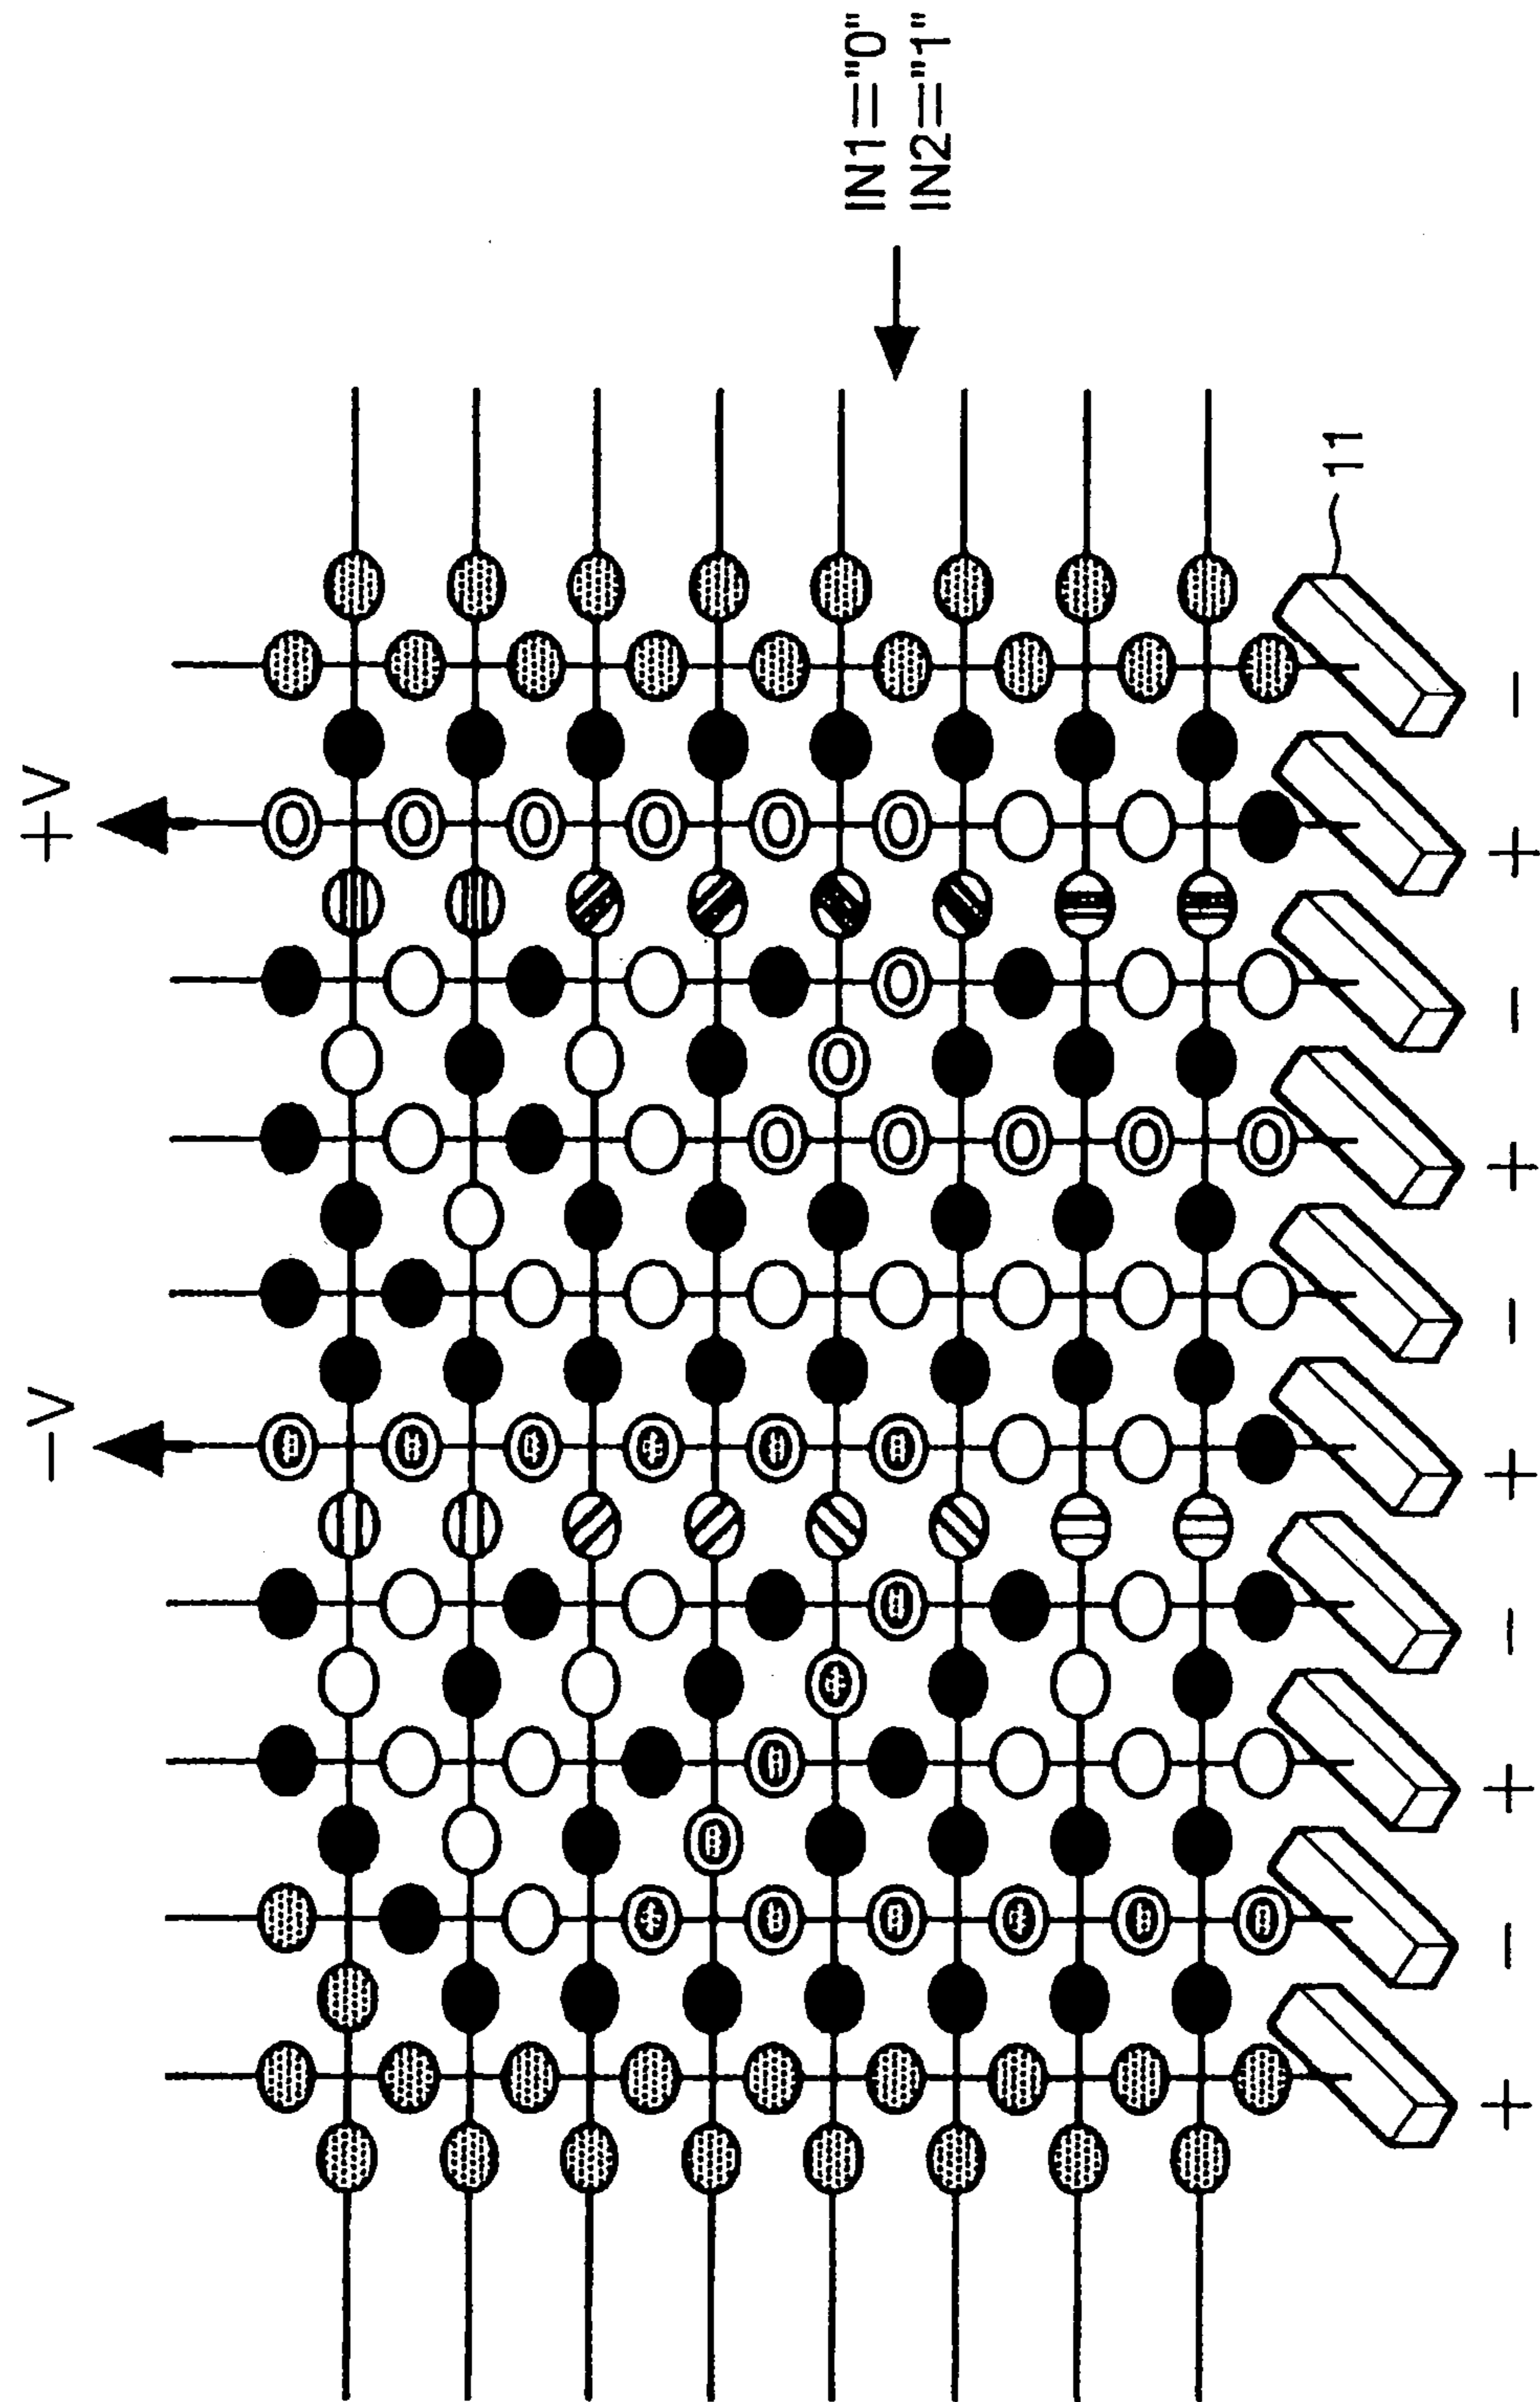 +V
-V
IN1="0"
IN2="1"
11
+ - + - + - + - + -